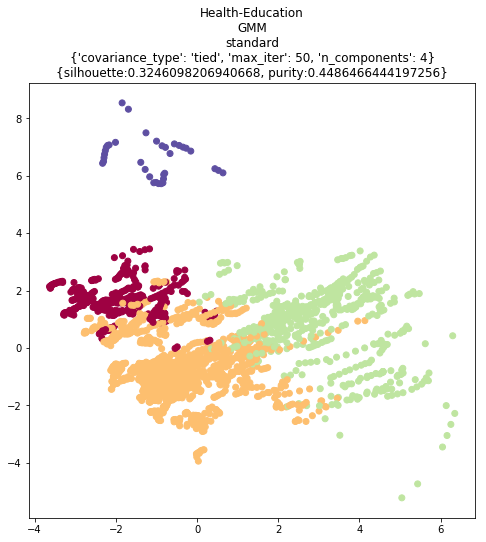 Health-Education
GMM
standard
{'covariance_type': 'tied', 'max_iter': 50, 'n_components': 4}
{silhouette:0.3246098206940668, purity:0.4486466444197256}
8
6
4
2
0
−2
−4
−4
−2
0
2
4
6